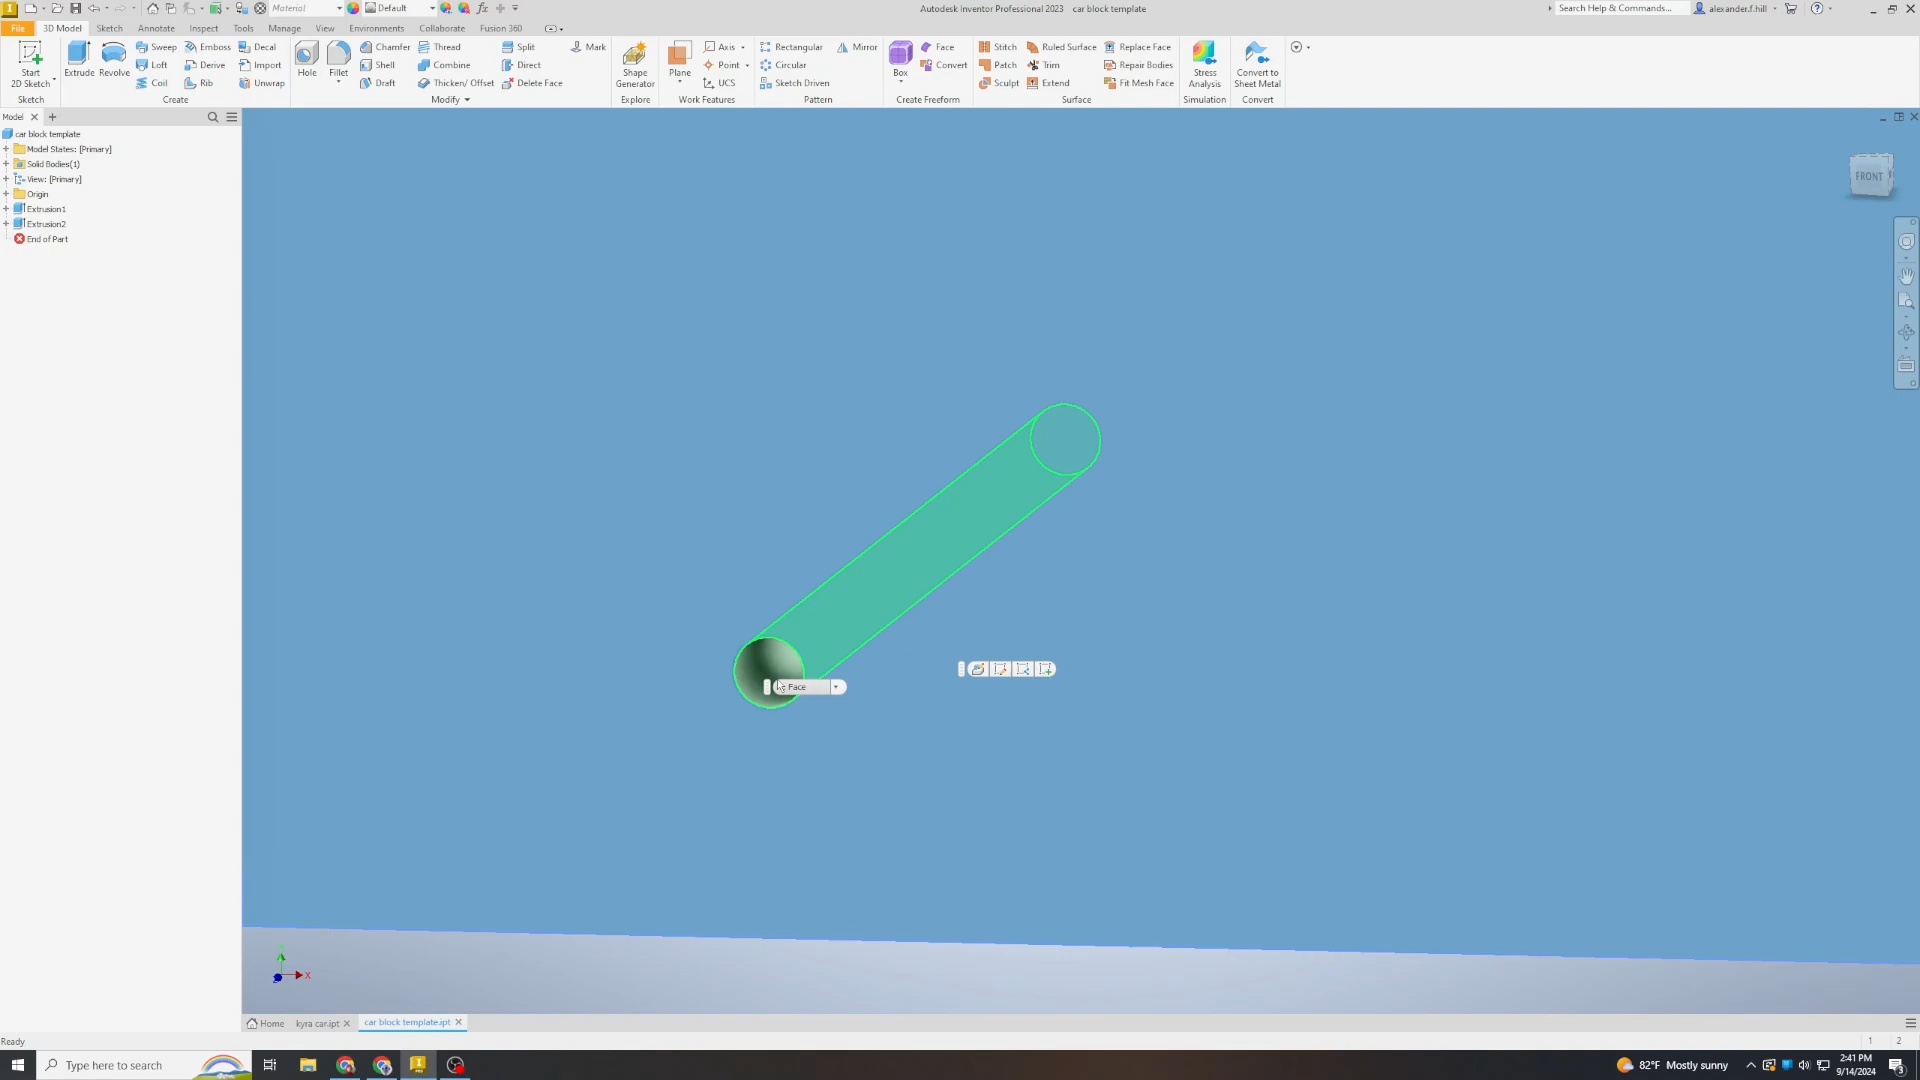 Material Default Autodesk Inventor Professional 2023 car block template Search Help & Commands... alexander.f.hill
File 3D Model Sketch Annotate Inspect Tools Manage View Environments Collaborate Fusion 360
Start
2D Sketch
Extrude
Revolve
Sweep Emboss Decal
Loft Derive Import
Coil Rib Unwrap
Hole
Fillet
Chamfer Thread Split Mark
Shell Combine Direct
Draft Thicken/ Offset Delete Face
Shape
Generator
Plane
Axis
Point
UCS
Rectangular Mirror
Circular
Sketch Driven
Box
Face
Convert
Stitch Ruled Surface Replace Face
Patch Trim Repair Bodies
Sculpt Extend Fit Mesh Face
Stress
Analysis
Convert to
Sheet Metal
Sketch Create Modify Explore Work Features Pattern Create Freeform Surface Simulation Convert
Model
car block template
Model States: [Primary]
Solid Bodies(1)
View: [Primary]
Origin
Extrusion1
Extrusion2
End of Part
FRONT
Face
X
Home kyra car.ipt car block template.ipt
Ready 1 2
Type here to search
82°F Mostly sunny
2:41 PM
9/14/2024
3